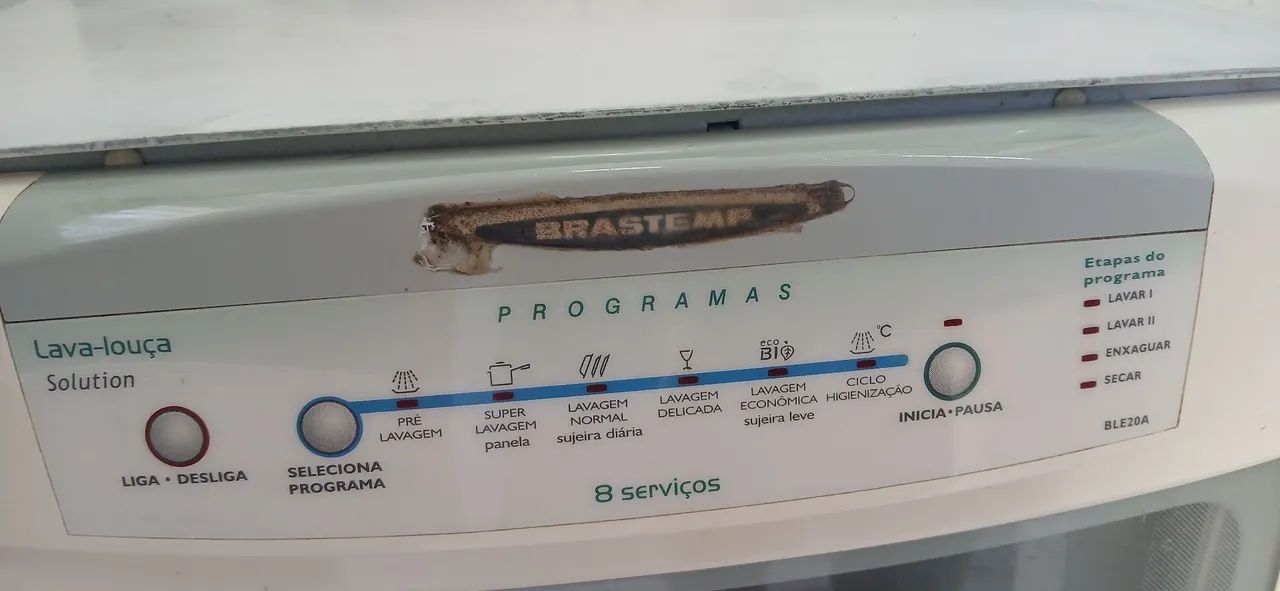 BRASTEMP
PROGRAMAS
Lava-louça
Solution
LIGA • DESLIGA
SELECIONA
PROGRAMA
PRÉ
LAVAGEM
SUPER
LAVAGEM
panela
LAVAGEM
NORMAL
sujeira diária
LAVAGEM
DELICADA
eco
BIO
LAVAGEM
ECONÔMICA
sujeira leve
°C
CICLO
HIGIENIZAÇÃO
INICIA • PAUSA
8 serviços
Etapas do
programa
LAVAR I
LAVAR II
ENXAGUAR
SECAR
BLE20A